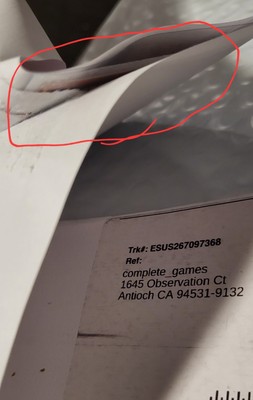 Trk#: ESUS267097368
Ref:
complete_games
1645 Observation Ct
Antioch CA 94531-9132